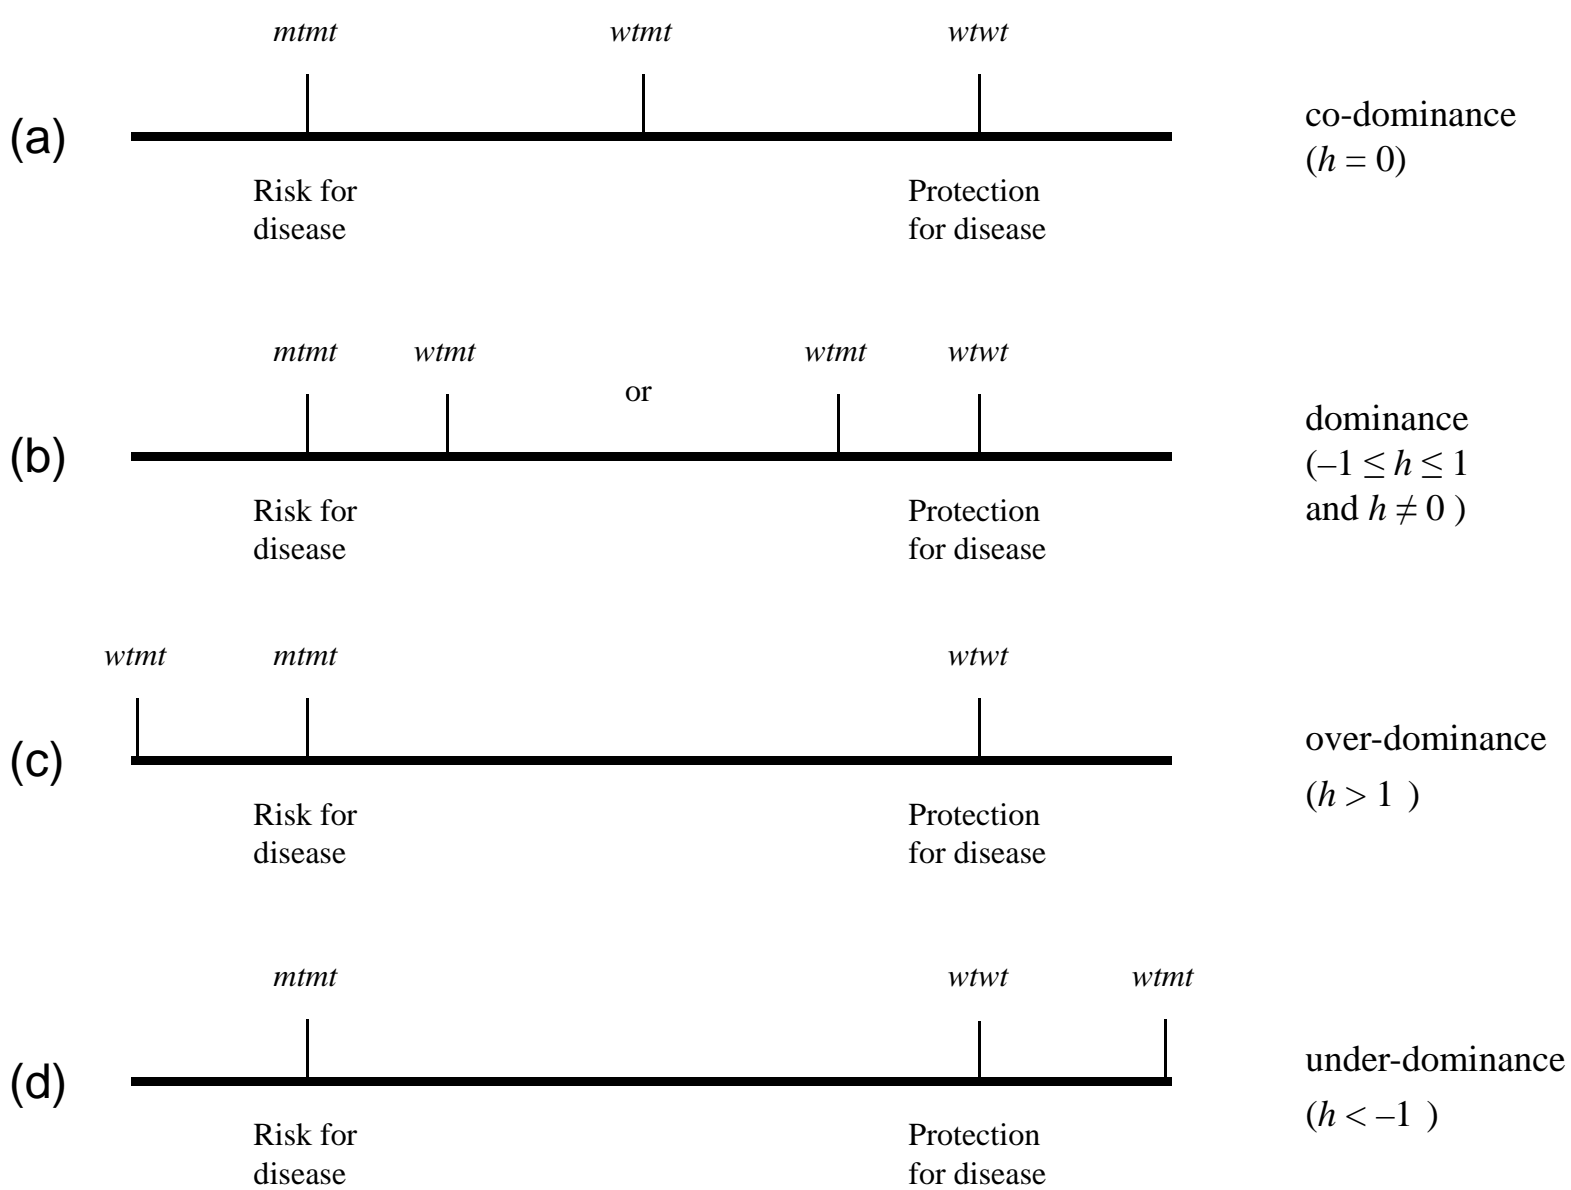 mtmt wtmt wtwt
(a)
co-dominance
(h = 0)
Risk for
disease
Protection
for disease
mtmt wtmt or wtmt wtwt
(b)
dominance
(–1 ≤ h ≤ 1
and h ≠ 0 )
Risk for
disease
Protection
for disease
wtmt mtmt wtwt
(c)
over-dominance
(h > 1 )
Risk for
disease
Protection
for disease
mtmt wtwt wtmt
(d)
under-dominance
(h < –1 )
Risk for
disease
Protection
for disease